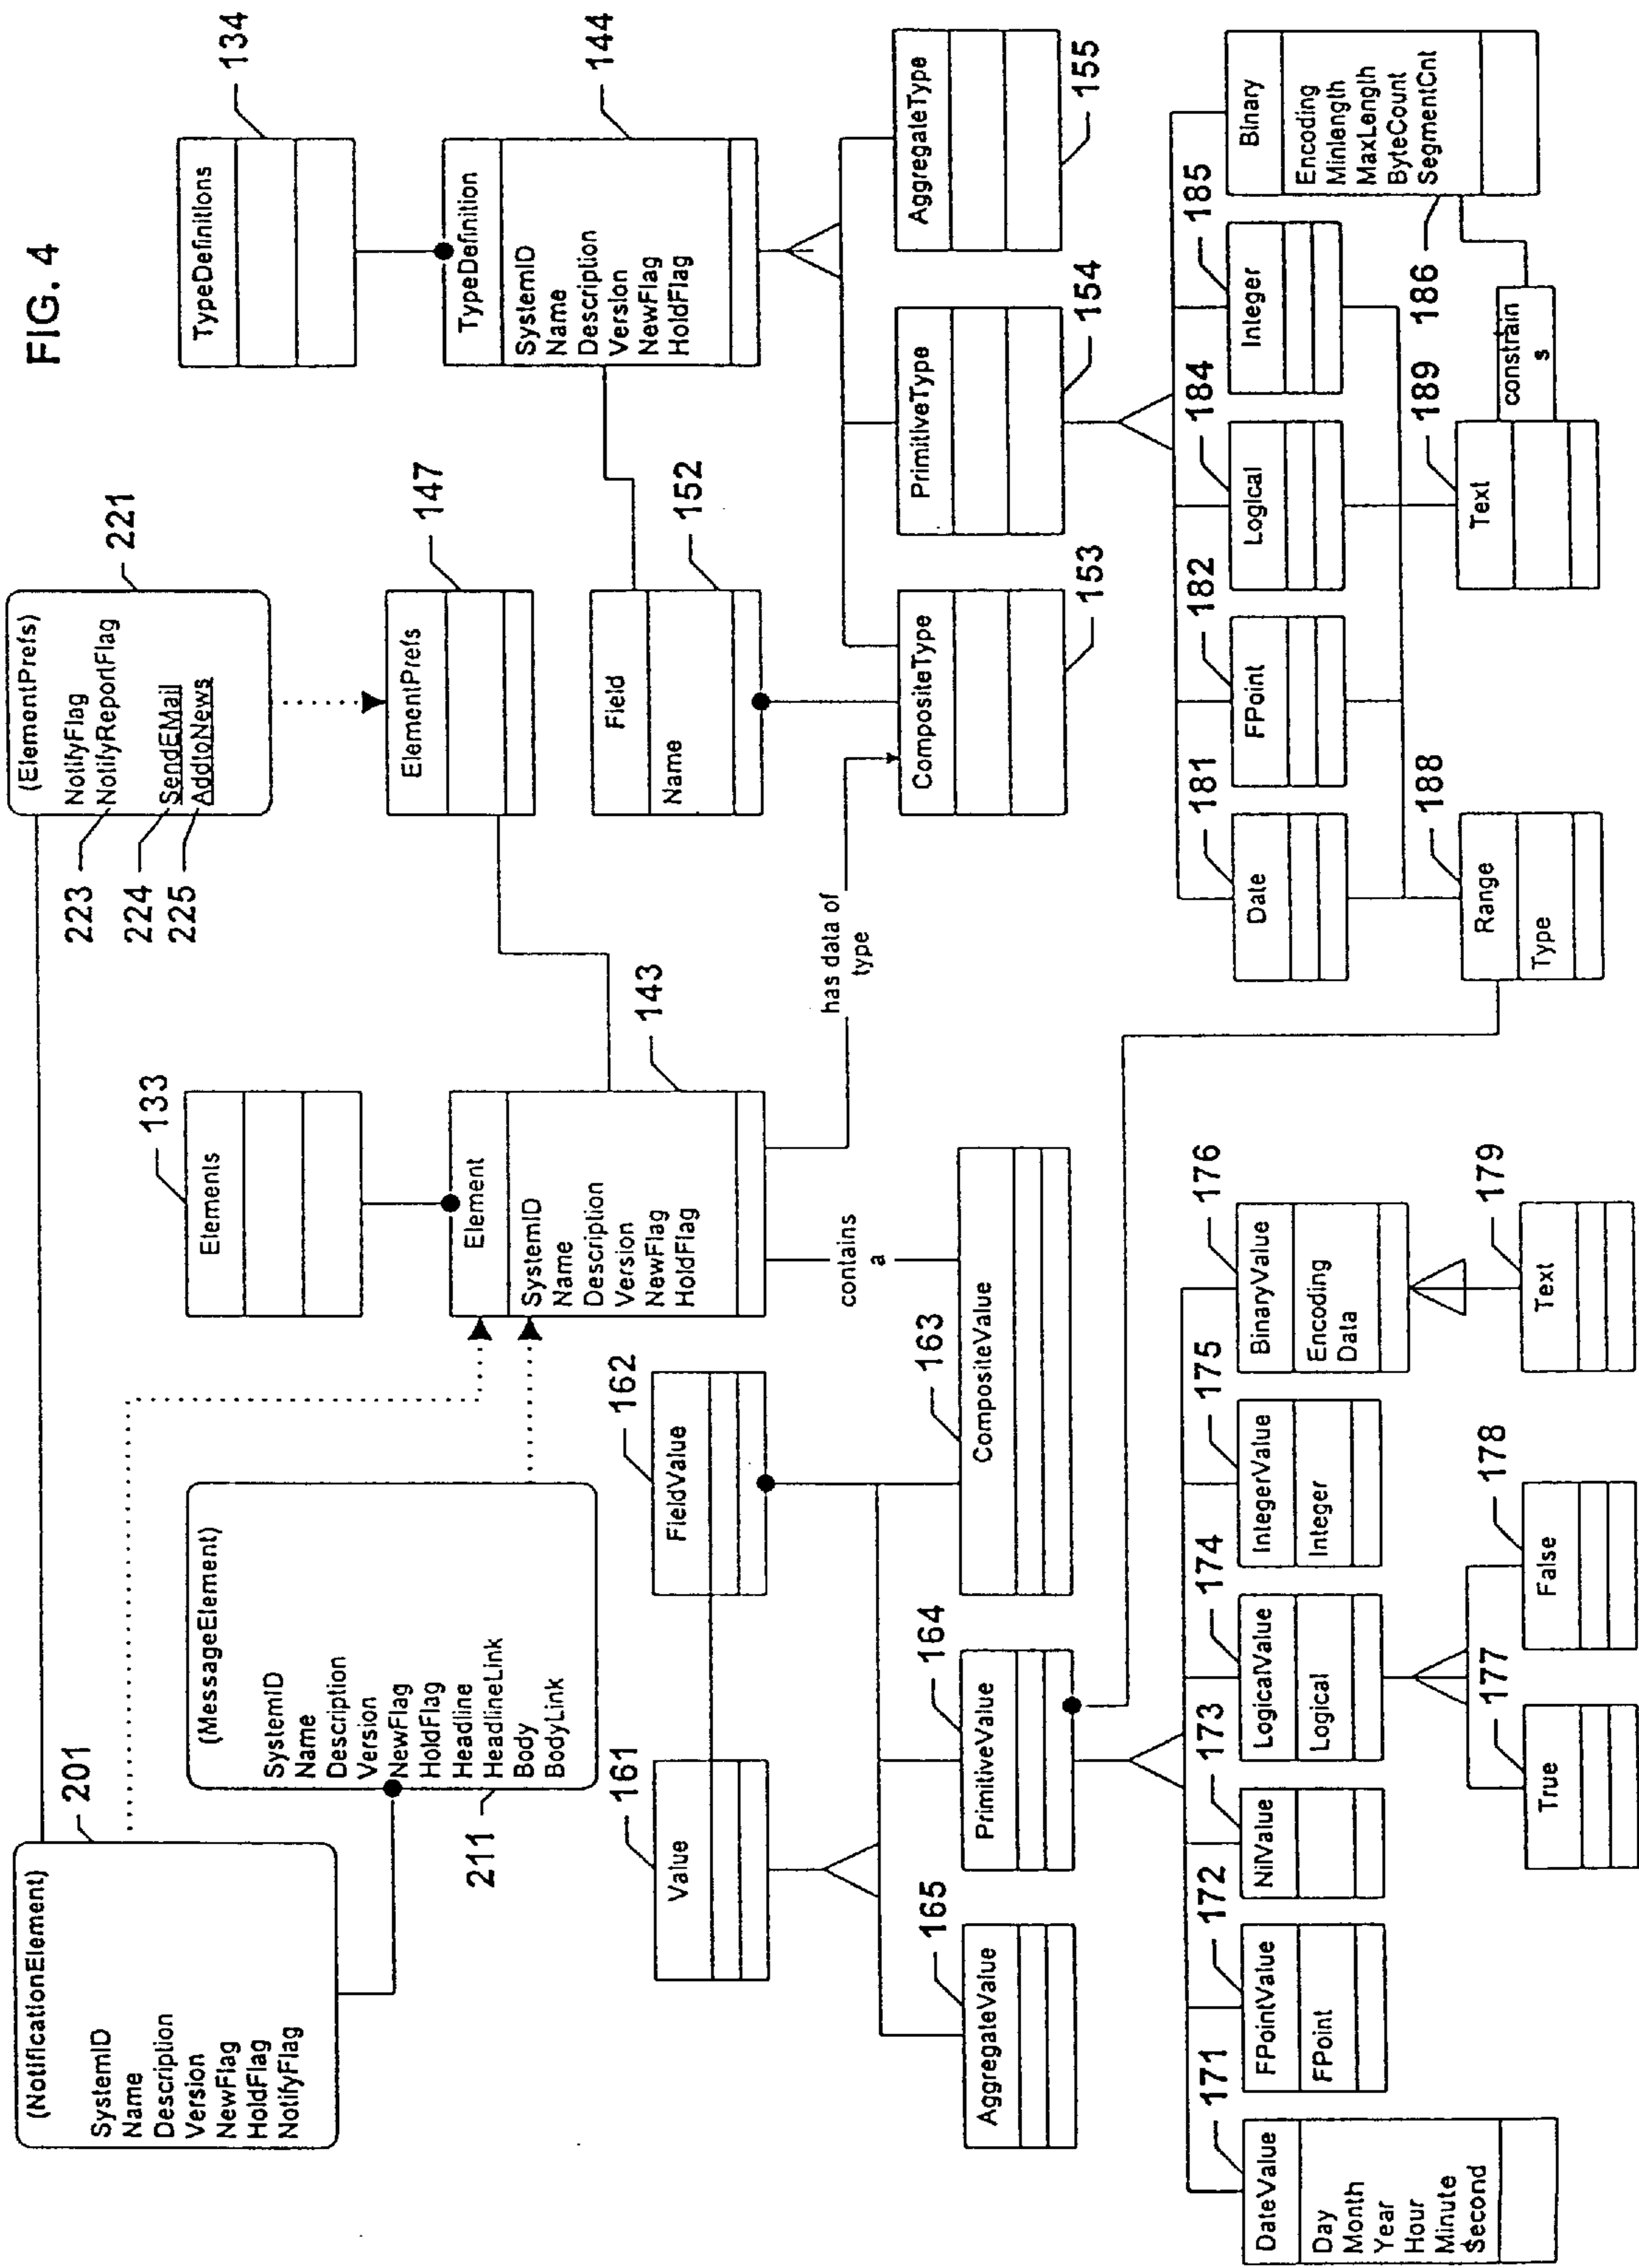 FIG. 4
(NotificationElement)
SystemID
Name
Description
Version
NewFlag
HoldFlag
NotifyFlag
201
(MessageElement)
SystemID
Name
Description
Version
NewFlag
HoldFlag
Headline
HeadlineLink
Body
BodyLink
211
Elements
133
Element
SystemID
Name
Description
Version
NewFlag
HoldFlag
143
(ElementPrefs)
NotifyFlag
NotifyReportFlag
SendEMail
AddtoNews
221
223
224
225
ElementPrefs
147
TypeDefinitions
134
TypeDefinition
SystemID
Name
Description
Version
NewFlag
HoldFlag
144
Value
161
FieldValue
162
contains
a
has data of
type
Field
Name
152
AggregateValue
165
PrimitiveValue
164
CompositeValue
163
CompositeType
153
PrimitiveType
154
AggregateType
155
DateValue
Day
Month
Year
Hour
Minute
Second
171
FPointValue
FPoint
172
NilValue
173
LogicalValue
Logical
174
IntegerValue
Integer
175
BinaryValue
Encoding
Data
176
True
177
False
178
Text
179
Date
181
FPoint
182
Logical
184
Integer
185
Binary
Encoding
Minlength
MaxLength
ByteCount
SegmentCnt
186
Range
Type
188
Text
189
constrain
s